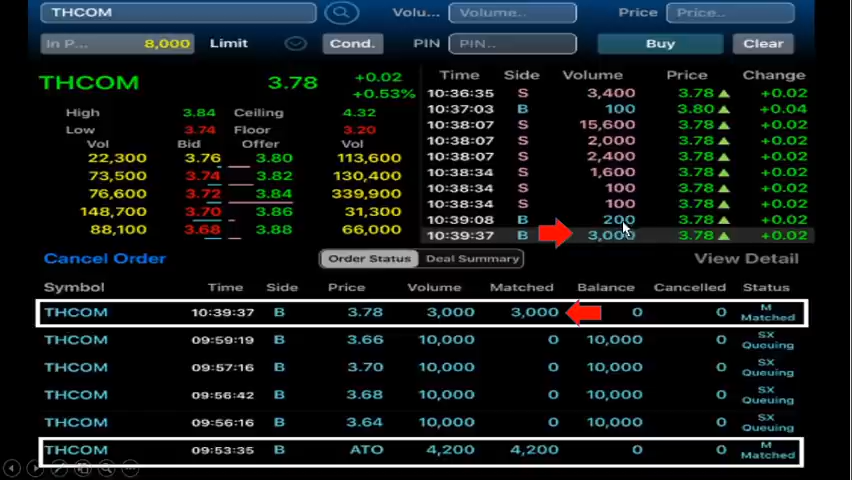 THCOM Volu... Volume.. Price Price..
In P... 8,000 Limit Cond. PIN PIN.. Buy Clear
THCOM 3.78 +0.02 +0.53%
High 3.84 Ceiling 4.32
Low 3.74 Floor 3.20
Vol Bid Offer Vol
22,300 3.76 3.80 113,600
73,500 3.74 3.82 130,400
76,600 3.72 3.84 339,900
148,700 3.70 3.86 31,300
88,100 3.68 3.88 66,000
Time Side Volume Price Change
10:36:35 S 3,400 3.78 +0.02
10:37:03 B 100 3.80 +0.04
10:38:07 S 15,600 3.78 +0.02
10:38:07 S 2,000 3.78 +0.02
10:38:07 S 2,400 3.78 +0.02
10:38:34 S 1,600 3.78 +0.02
10:38:34 S 100 3.78 +0.02
10:38:34 S 100 3.78 +0.02
10:39:08 B 200 3.78 +0.02
10:39:37 B 3,000 3.78 +0.02
Cancel Order Order Status Deal Summary View Detail
Symbol Time Side Price Volume Matched Balance Cancelled Status
THCOM 10:39:37 B 3.78 3,000 3,000 0 0 M Matched
THCOM 09:59:19 B 3.66 10,000 0 10,000 0 SX Queuing
THCOM 09:57:16 B 3.70 10,000 0 10,000 0 SX Queuing
THCOM 09:56:42 B 3.68 10,000 0 10,000 0 SX Queuing
THCOM 09:56:16 B 3.64 10,000 0 10,000 0 SX Queuing
THCOM 09:53:35 B ATO 4,200 4,200 0 0 M Matched